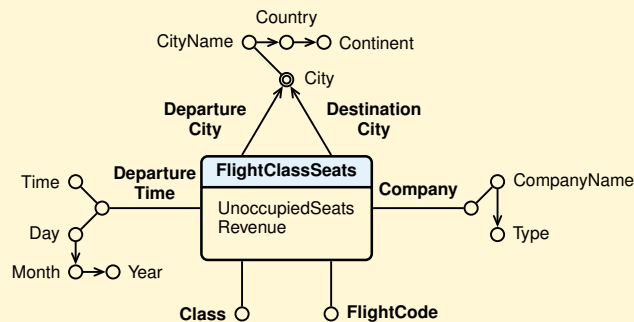 Country
CityName
Continent
City
Departure
City
Destination
City
FlightClassSeats
Departure
Time
Time
Company
CompanyName
UnoccupiedSeats
Revenue
Day
Type
Month
Year
Class
FlightCode